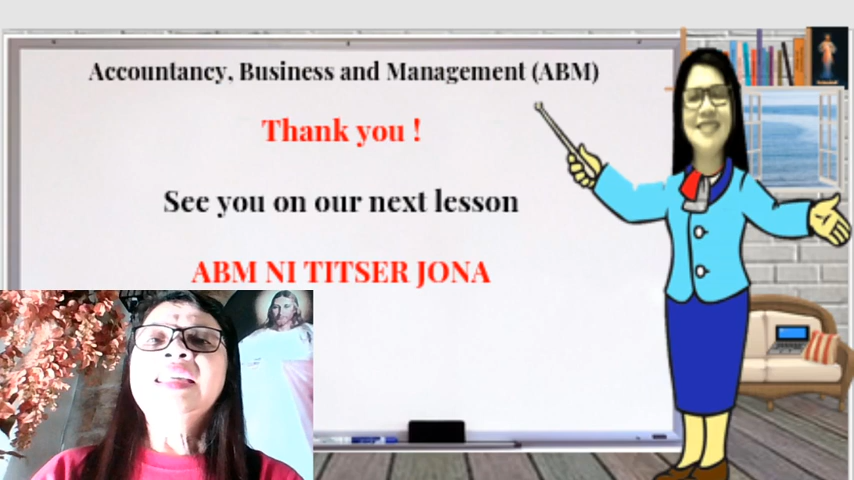 Accountancy, Business and Management (ABM)
Thank you !
See you on our next lesson
ABM NI TITSER JONA